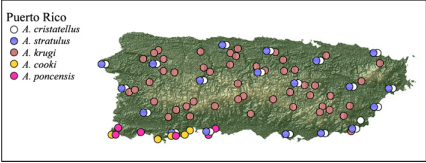 Puerto Rico
A. cristatellus
A. stratulus
A. krugi
A. cooki
A. poncensis